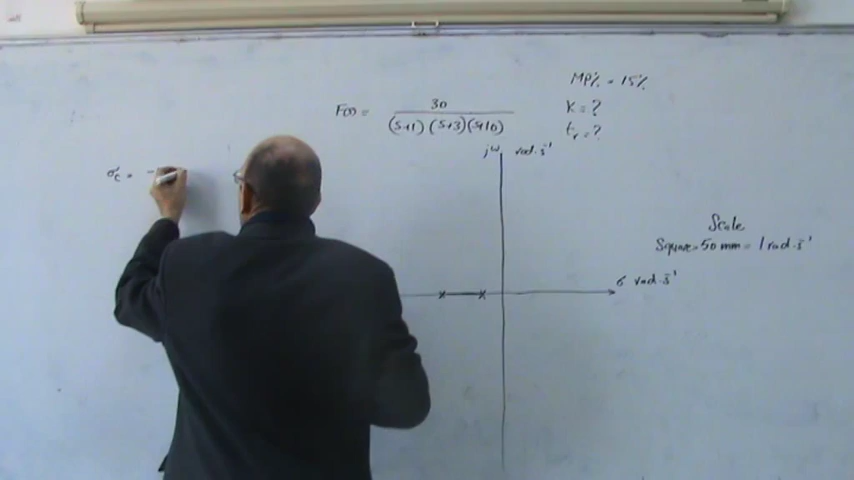 MP% = 15%
F(s) = 30
(S+1) (S+3) (S+10)
K = ?
tr = ?
jω rad·s⁻¹
σc = -
Scale
Square = 50 mm = 1 rad·s⁻¹
σ rad·s⁻¹